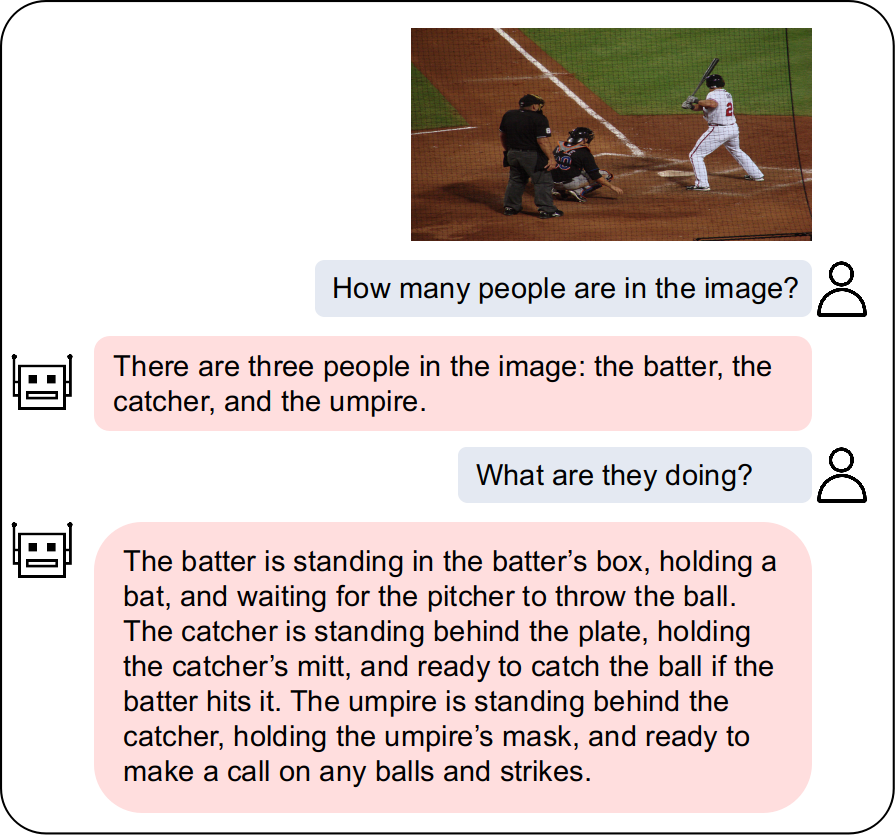 2
How many people are in the image?
There are three people in the image: the batter, the
catcher, and the umpire.
What are they doing?
The batter is standing in the batter’s box, holding a
bat, and waiting for the pitcher to throw the ball.
The catcher is standing behind the plate, holding
the catcher’s mitt, and ready to catch the ball if the
batter hits it. The umpire is standing behind the
catcher, holding the umpire’s mask, and ready to
make a call on any balls and strikes.